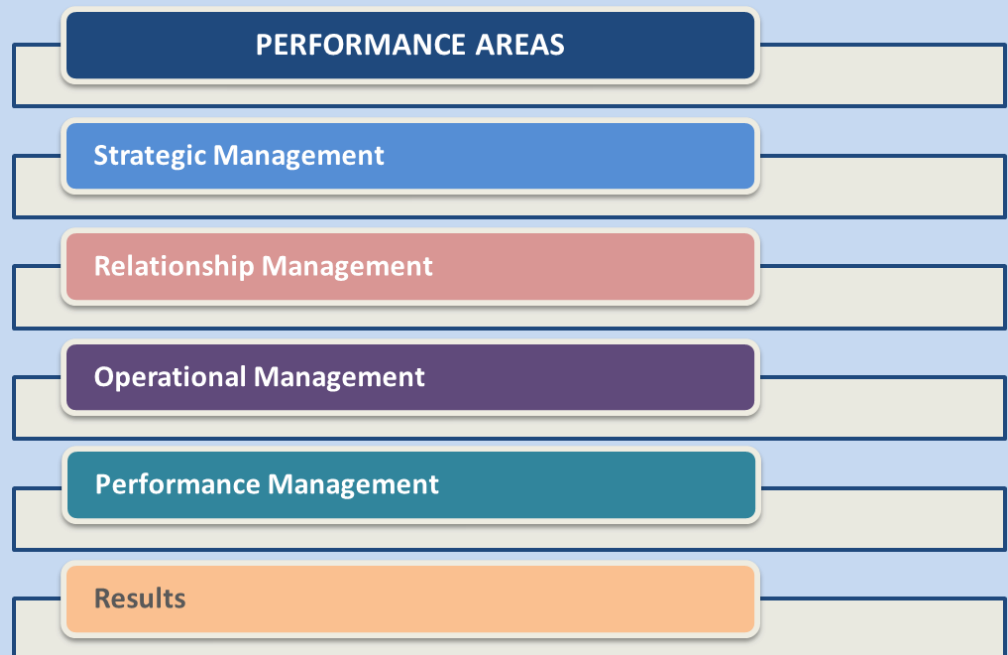 PERFORMANCE AREAS
Strategic Management
Relationship Management
Operational Management
Performance Management
Results